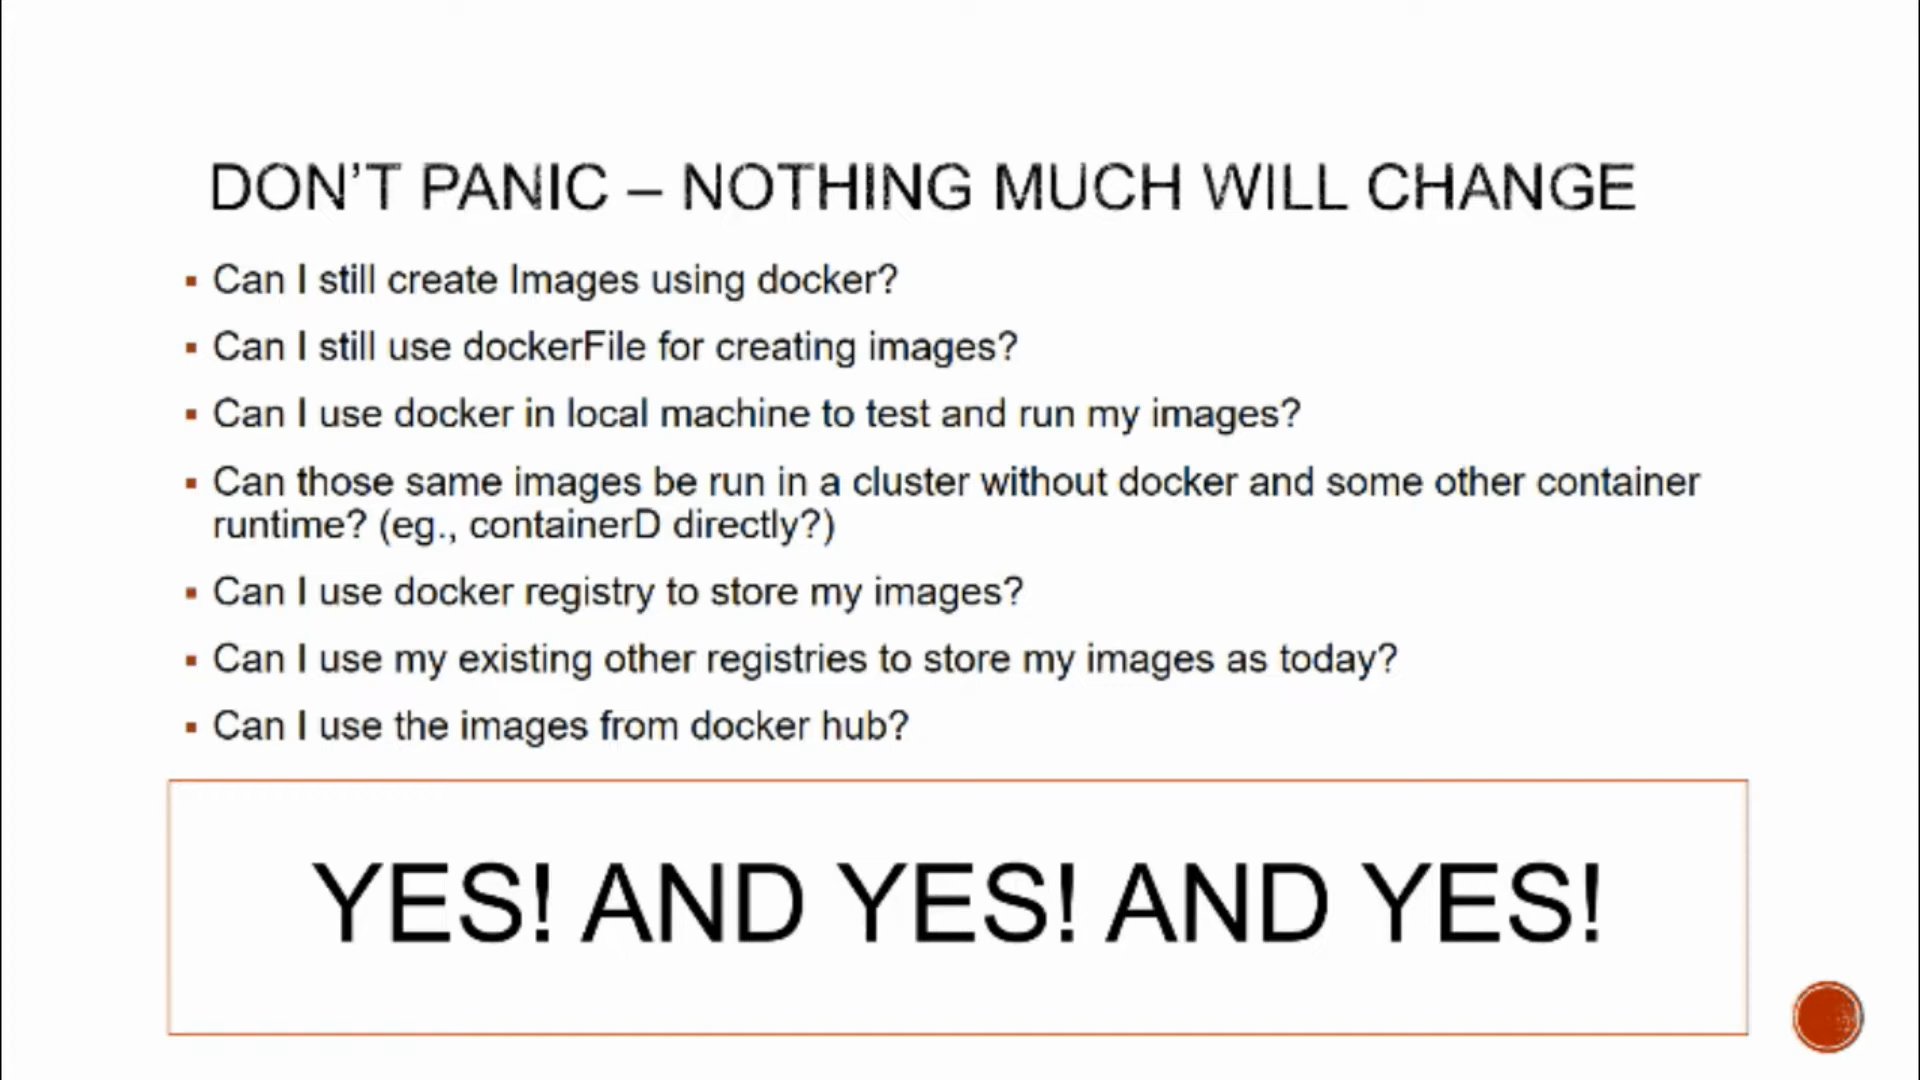 DON'T PANIC – NOTHING MUCH WILL CHANGE
▪ Can I still create Images using docker?
▪ Can I still use dockerFile for creating images?
▪ Can I use docker in local machine to test and run my images?
▪ Can those same images be run in a cluster without docker and some other container
runtime? (eg., containerD directly?)
▪ Can I use docker registry to store my images?
▪ Can I use my existing other registries to store my images as today?
▪ Can I use the images from docker hub?
YES! AND YES! AND YES!